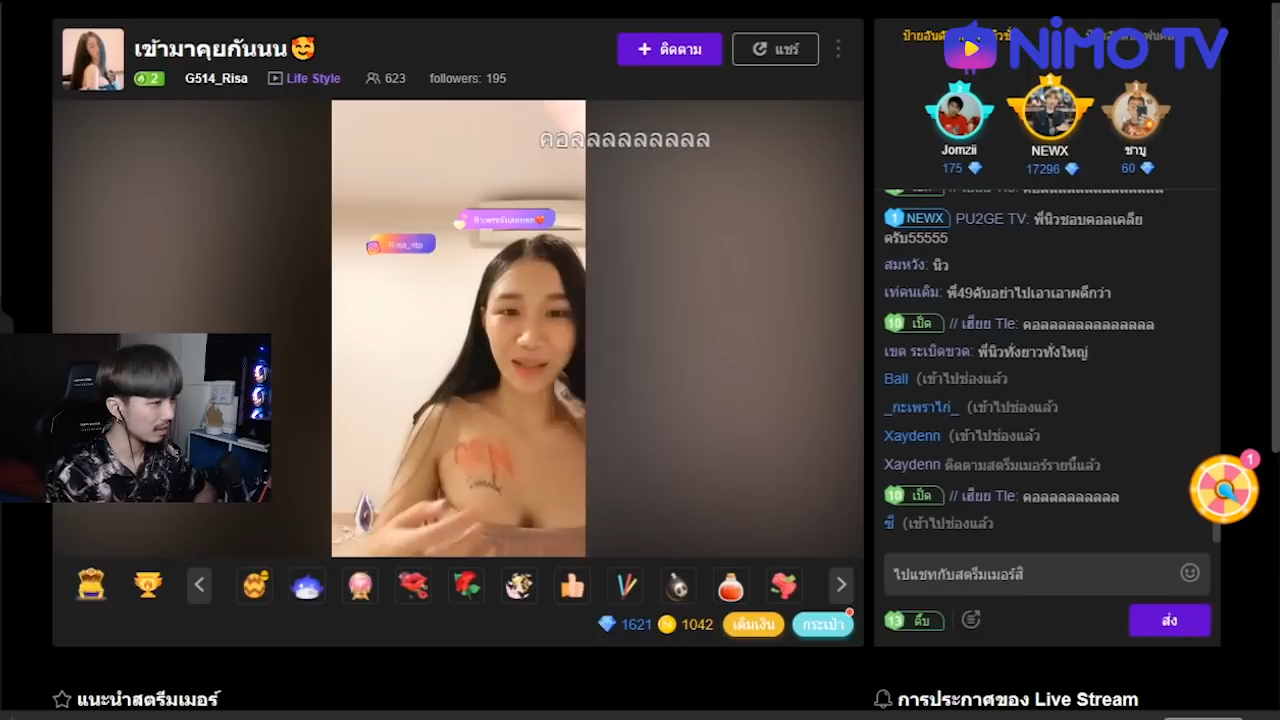 เข้ามาคุยกันนน🥰
2 G514_Risa Life Style 623 followers: 195
+ ติดตาม
แชร์
NIMO TV
2
1
3
Jomzii
175
NEWX
17296
ชาบู
60
คอลลลลลลลลลล
Risa_ntp
1 NEWX PU2GE TV: พี่นิวชอบคอลเคลีย
ครับ55555
สมหวัง: นิว
เท่คนเดิม: พี่49คับอย่าไปเอาเอาผดีกว่า
10 เป็ด // เฮียย Tle: คอลลลลลลลลลลลลลล
เขต ระเบิดขวด: พี่นิวทั่งยาวทั่งใหญ่
Ball (เข้าไปช่องแล้ว
_กะเพราไก่_ (เข้าไปช่องแล้ว
Xaydenn (เข้าไปช่องแล้ว
Xaydenn ติดตามสตรีมเมอร์รายนี้แล้ว
10 เป็ด // เฮียย Tle: คอลลลลลลลลลล
ซี (เข้าไปช่องแล้ว
1
ไปแชทกับสตรีมเมอร์สิ
1621 N 1042 เติมเงิน กระเป๋า
13 ดิ๊บ
ส่ง
แนะนำสตรีมเมอร์
การประกาศของ Live Stream